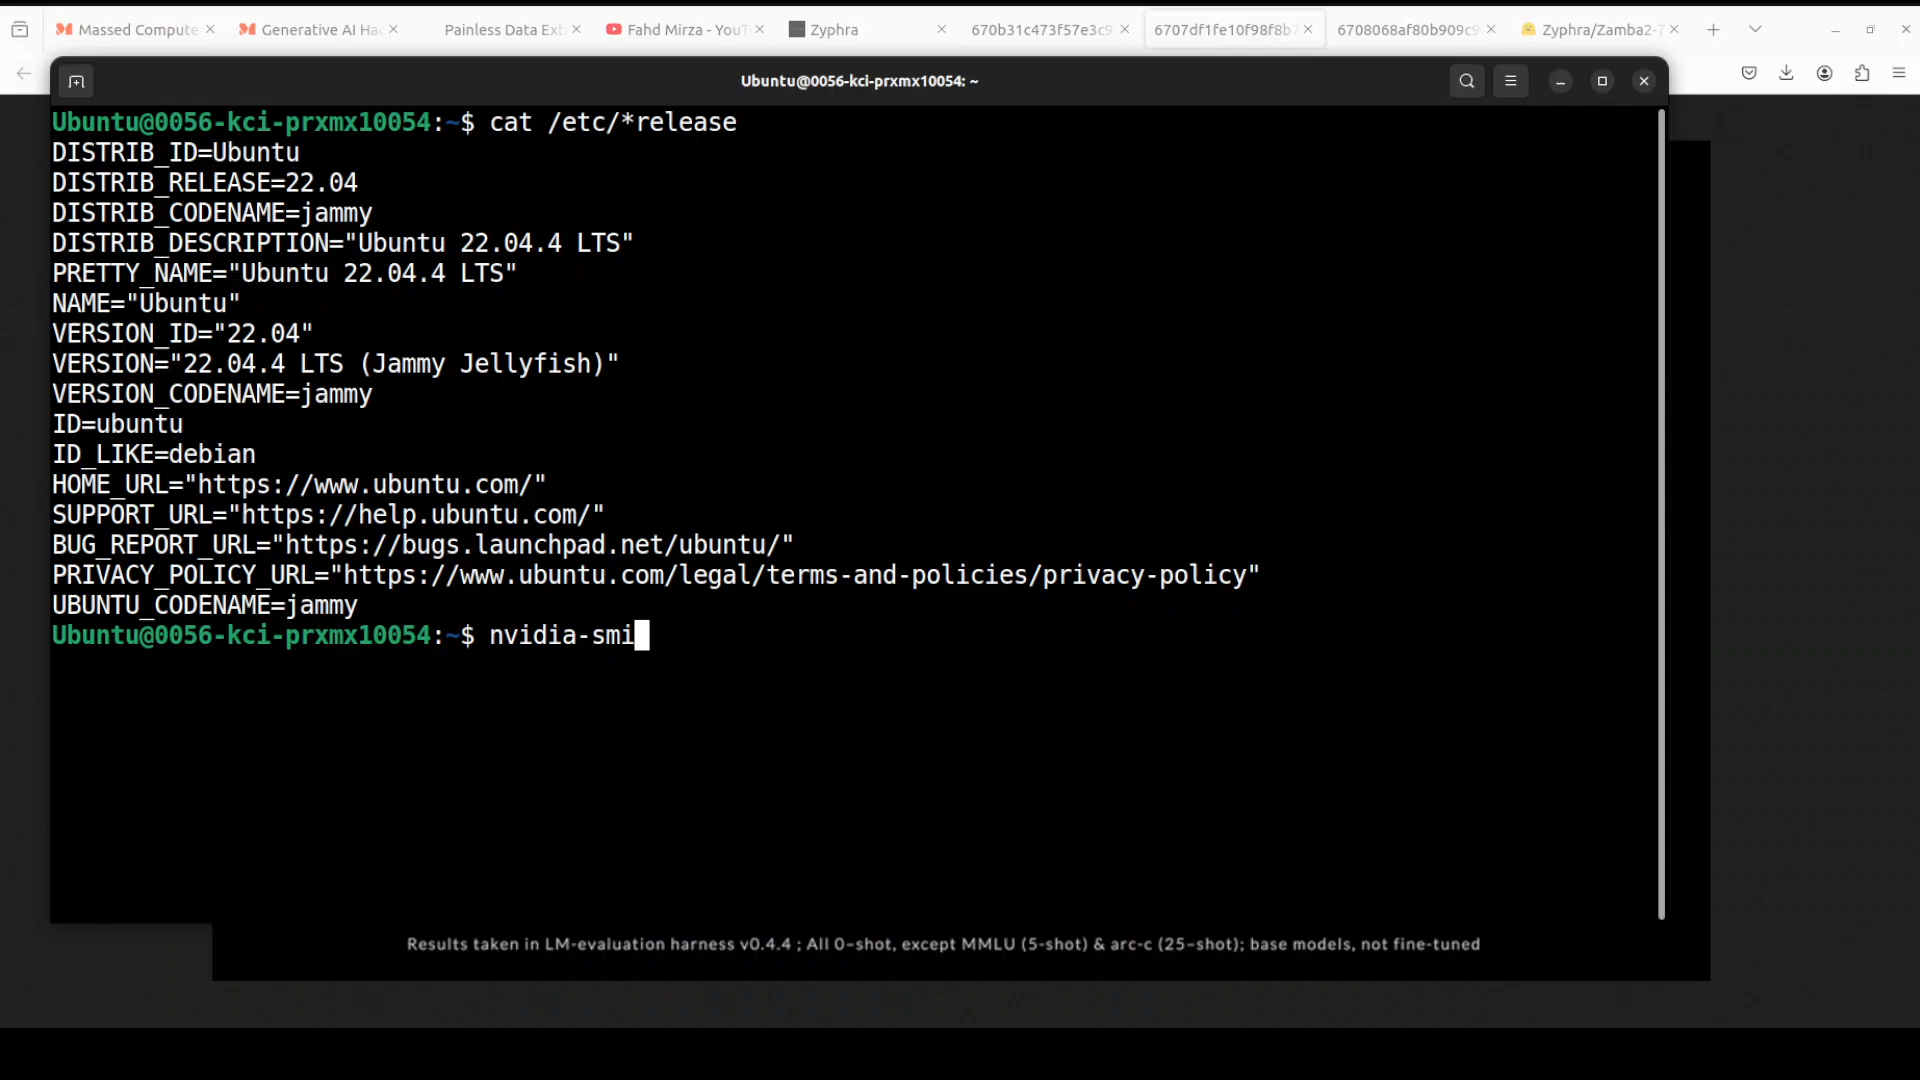 Massed Compute
Generative AI Hac
Painless Data Ext
Fahd Mirza - YouT
Zyphra
670b31c473f57e3c9
6707df1fe10f98f8b7
6708068af80b909c9
Zyphra/Zamba2-7
Ubuntu@0056-kci-prxmx10054: ~
Ubuntu@0056-kci-prxmx10054:~$ cat /etc/*release
DISTRIB_ID=Ubuntu
DISTRIB_RELEASE=22.04
DISTRIB_CODENAME=jammy
DISTRIB_DESCRIPTION="Ubuntu 22.04.4 LTS"
PRETTY_NAME="Ubuntu 22.04.4 LTS"
NAME="Ubuntu"
VERSION_ID="22.04"
VERSION="22.04.4 LTS (Jammy Jellyfish)"
VERSION_CODENAME=jammy
ID=ubuntu
ID_LIKE=debian
HOME_URL="https://www.ubuntu.com/"
SUPPORT_URL="https://help.ubuntu.com/"
BUG_REPORT_URL="https://bugs.launchpad.net/ubuntu/"
PRIVACY_POLICY_URL="https://www.ubuntu.com/legal/terms-and-policies/privacy-policy"
UBUNTU_CODENAME=jammy
Ubuntu@0056-kci-prxmx10054:~$ nvidia-smi
Results taken in LM-evaluation harness v0.4.4 ; All 0-shot, except MMLU (5-shot) & arc-c (25-shot); base models, not fine-tuned